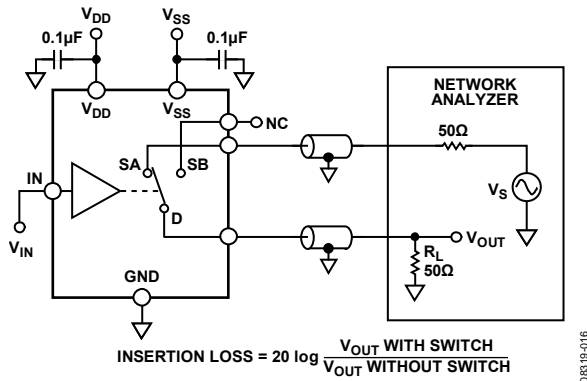 VDD
VSS
0.1µF
0.1µF
VDD
VSS
NC
NETWORK
ANALYZER
50Ω
SA
SB
IN
VS
D
VOUT
VIN
RL
50Ω
GND
INSERTION LOSS = 20 log VOUT WITH SWITCH
VOUT WITHOUT SWITCH
08319-016